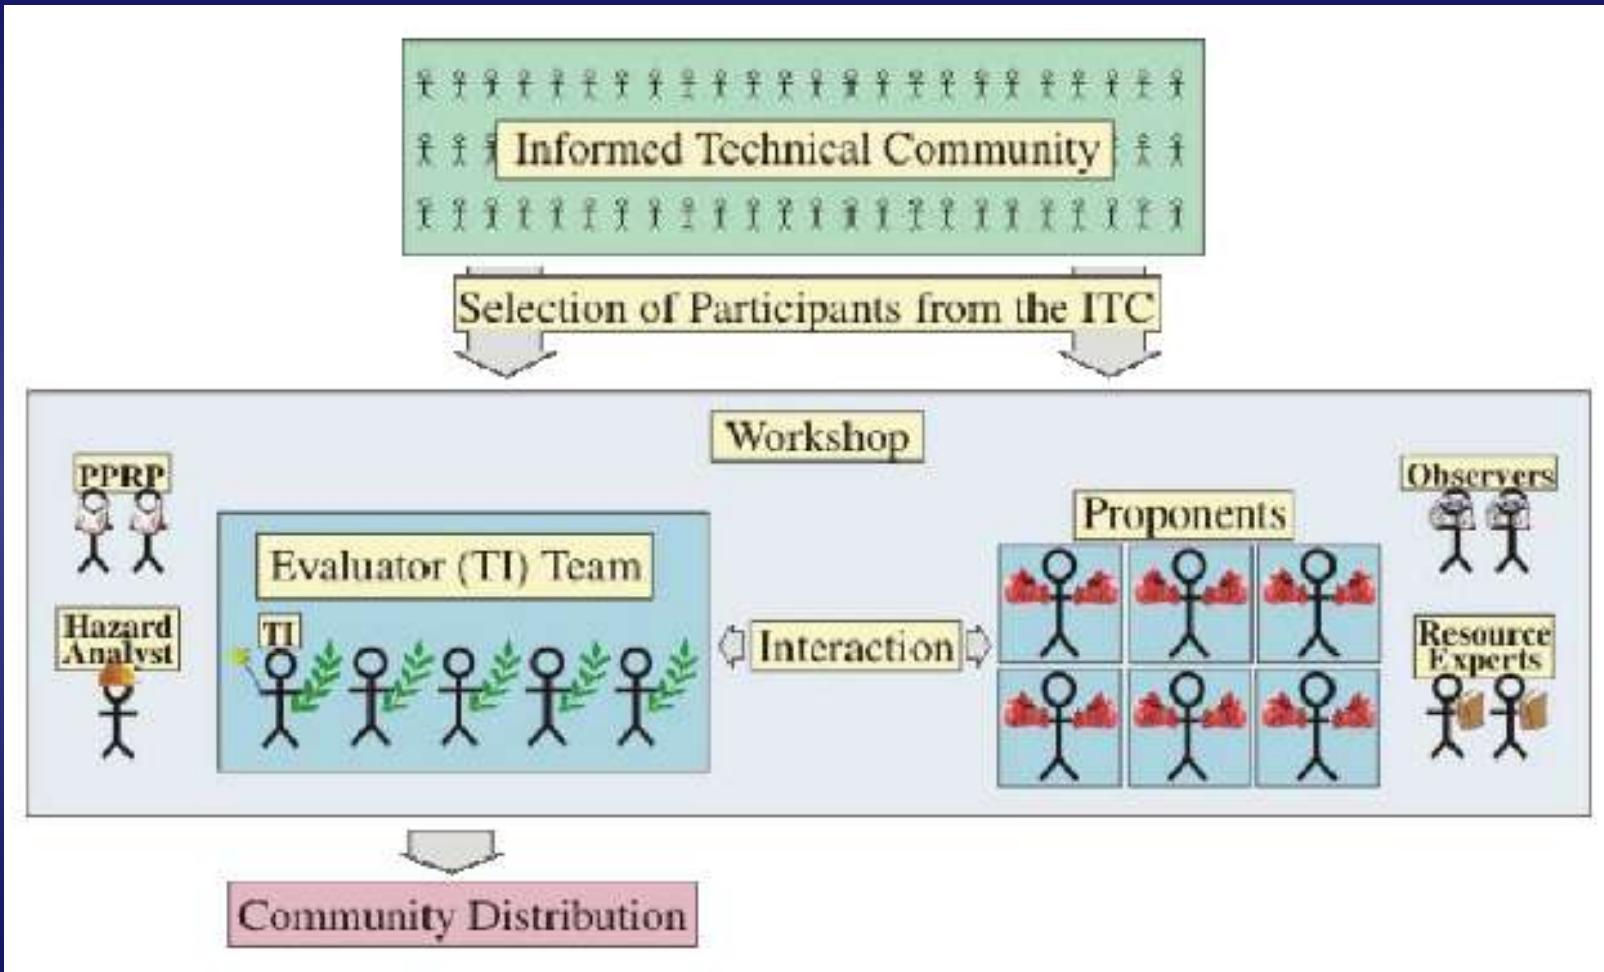 Informed Technical Community
Selection of Participants from the ITC
Workshop
PPRP
Observers
Proponents
Evaluator (TI) Team
TI
Hazard
Analyst
Interaction
Resource
Experts
Community Distribution